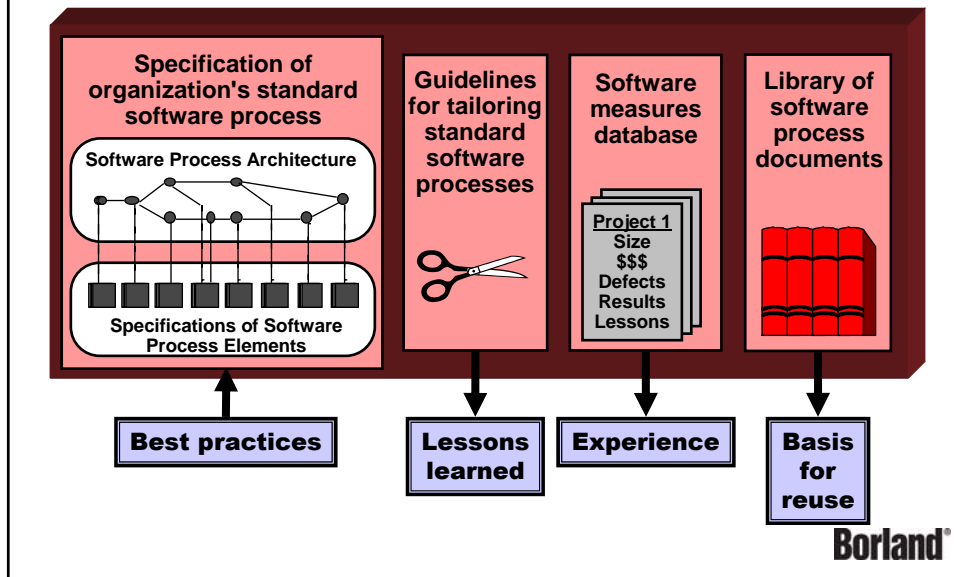 Specification of
organization's standard
software process
Software Process Architecture
Specifications of Software
Process Elements
Guidelines
for tailoring
standard
software
processes
Software
measures
database
Project 1
Size
$$$
Defects
Results
Lessons
Library of
software
process
documents
Best practices
Lessons
learned
Experience
Basis
for
reuse
Borland®